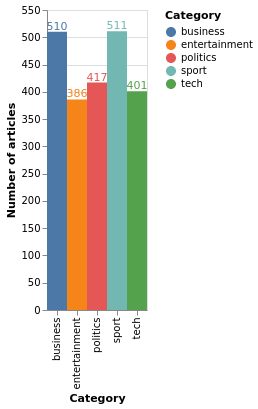 550
500
450
400
350
300
250
200
150
100
50
0
Number of articles
510
386
417
511
401
business
entertainment
politics
sport
tech
Category
Category
business
entertainment
politics
sport
tech